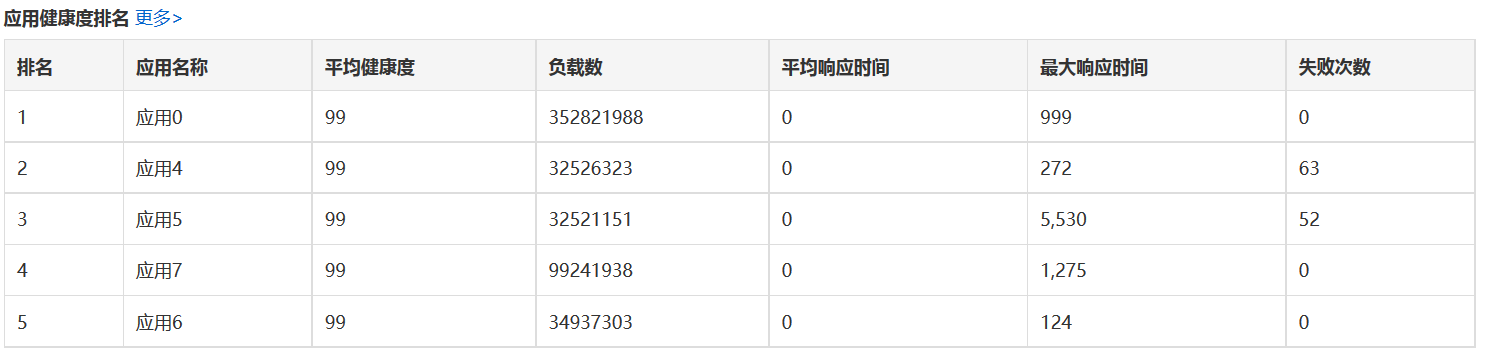 应用健康度排名 更多>
排名 应用名称 平均健康度 负载数 平均响应时间 最大响应时间 失败次数
1 应用0 99 352821988 0 999 0
2 应用4 99 32526323 0 272 63
3 应用5 99 32521151 0 5,530 52
4 应用7 99 99241938 0 1,275 0
5 应用6 99 34937303 0 124 0